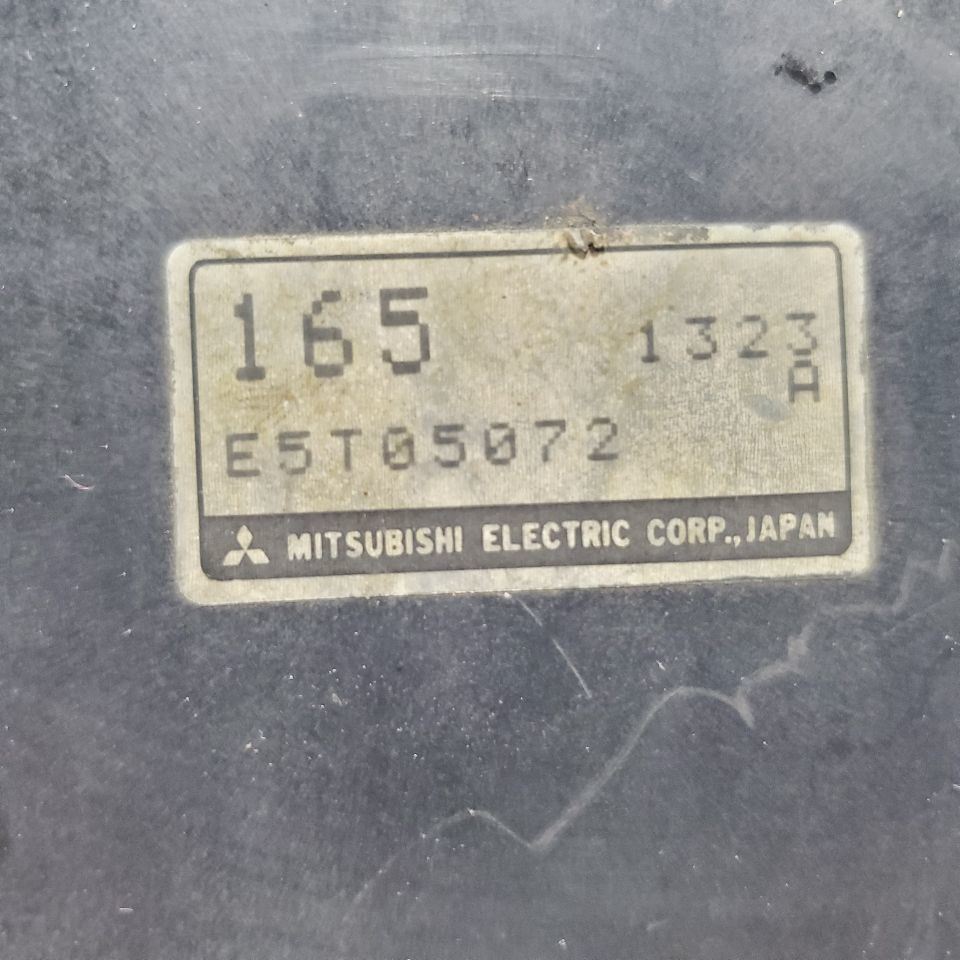 165 1323
A
E5T05072
MITSUBISHI ELECTRIC CORP., JAPAN